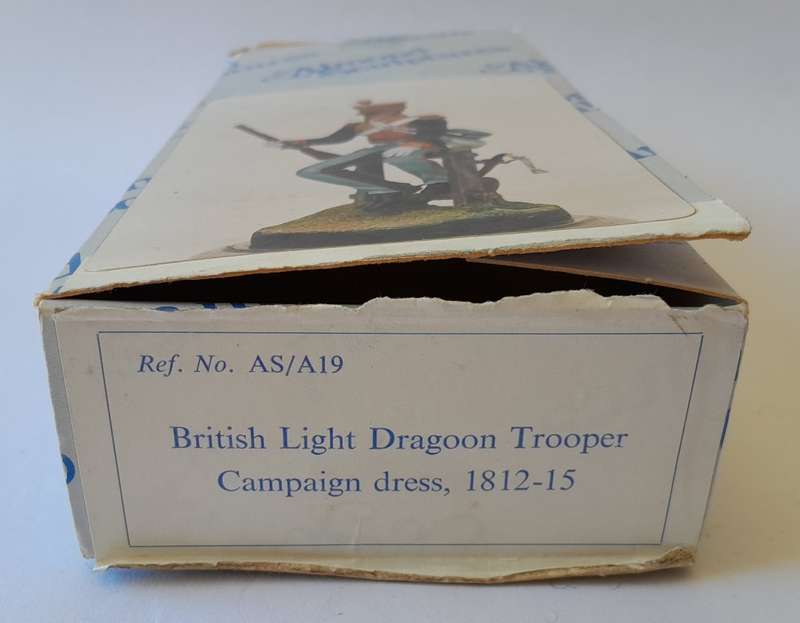 Ref. No. AS/A19
British Light Dragoon Trooper
Campaign dress, 1812-15